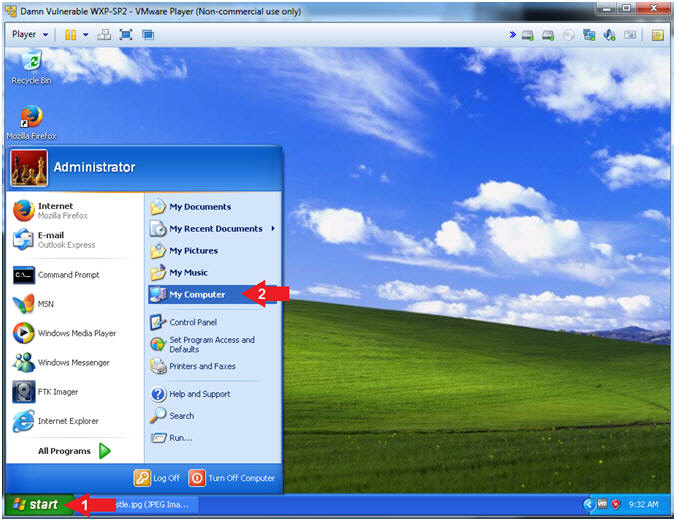 Damn Vulnerable WXP-SP2 - VMware Player (Non-commercial use only)
Player
Recycle Bin
Mozilla Firefox
Administrator
Internet
Mozilla Firefox
E-mail
Outlook Express
Command Prompt
MSN
Windows Media Player
Windows Messenger
FTK Imager
Internet Explorer
All Programs
My Documents
My Recent Documents
My Pictures
My Music
My Computer
2
Control Panel
Set Program Access and
Defaults
Printers and Faxes
Help and Support
Search
Run...
Log Off
Turn Off Computer
start
1
stle.jpg (JPEG Ima...
9:32 AM